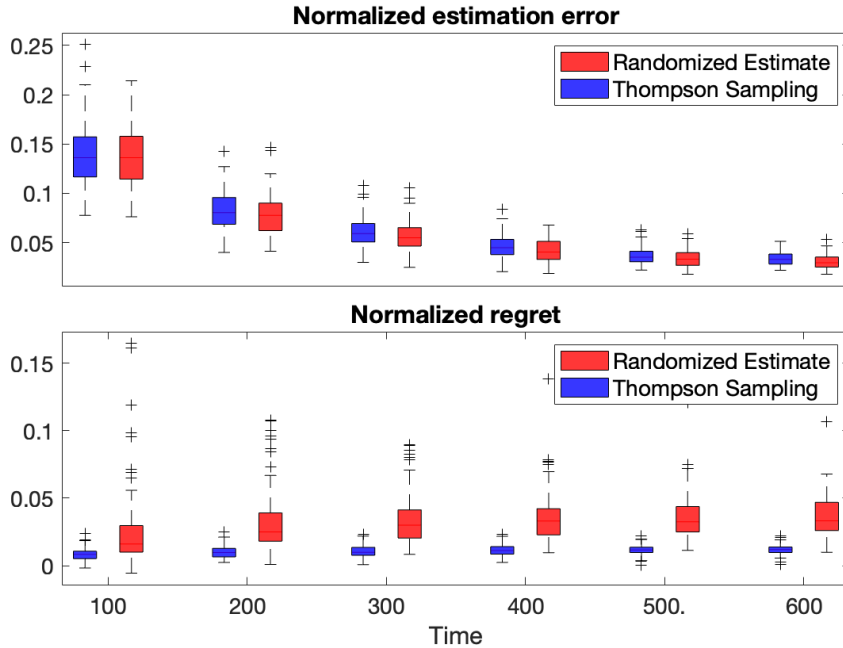 Normalized estimation error
0.25
0.2
0.15
0.1
0.05
Randomized Estimate
Thompson Sampling
Normalized regret
0.15
0.1
0.05
0
Randomized Estimate
Thompson Sampling
100 200 300 400 500. 600
Time